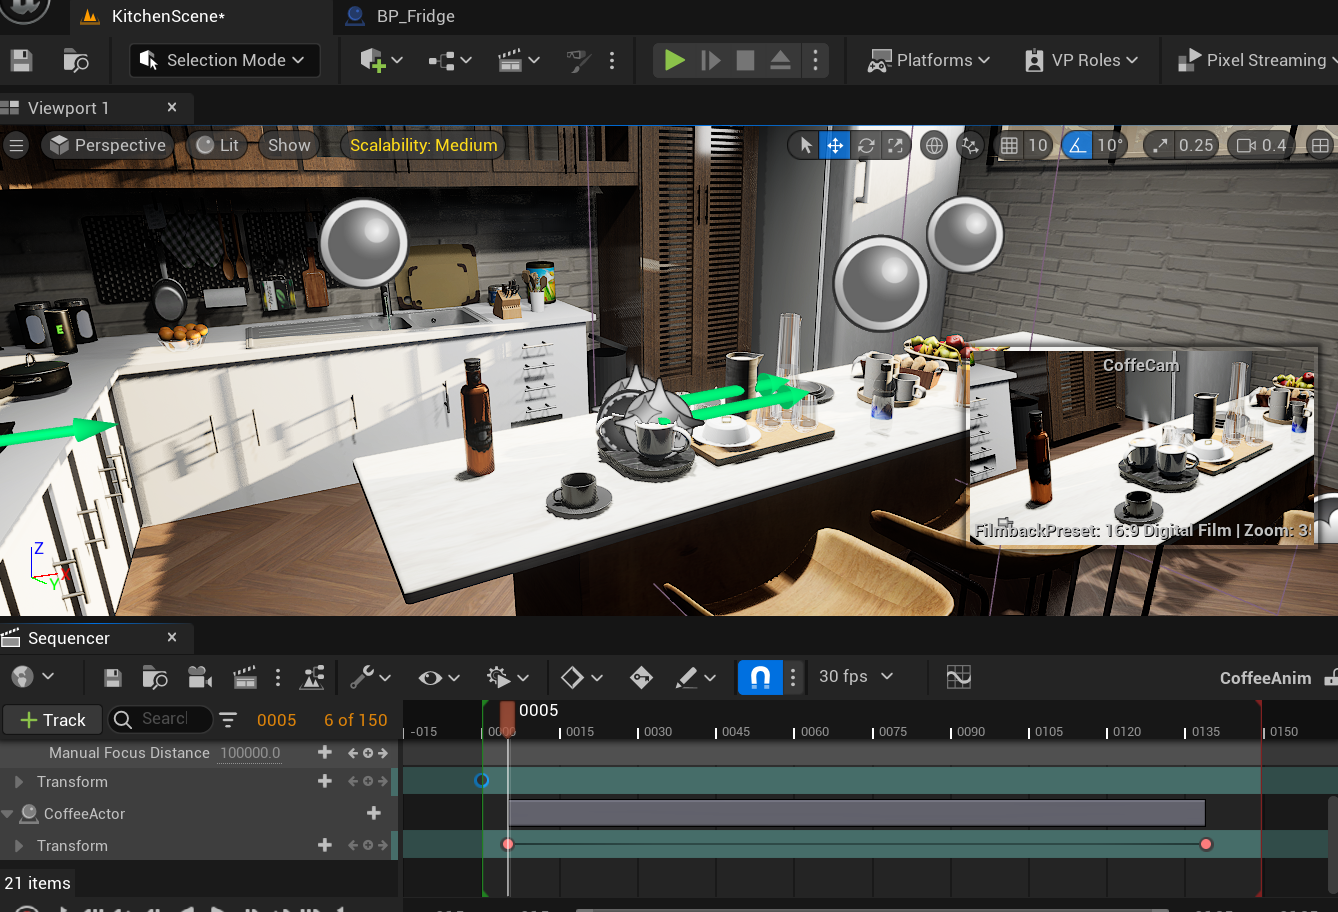 KitchenScene*
BP_Fridge
Selection Mode
Platforms
VP Roles
Pixel Streaming
Viewport 1
Perspective
Lit
Show
Scalability: Medium
10
10°
0.25
0.4
E
CoffeCam
FilmbackPreset: 16:9 Digital Film | Zoom: 35
Z
X
Y
Sequencer
30 fps
CoffeeAnim
Track
Search
0005
6 of 150
0005
-015
0000
0015
0030
0045
0060
0075
0090
0105
0120
0135
0150
Manual Focus Distance
100000.0
Transform
CoffeeActor
Transform
21 items